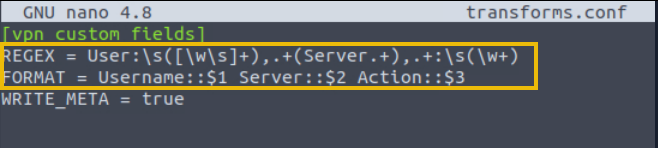 GNU nano 4.8 transforms.conf
[vpn custom fields]
REGEX = User:\s([\w\s]+),.+(Server.+),.+:\s(\w+)
FORMAT = Username::$1 Server::$2 Action::$3
WRITE_META = true